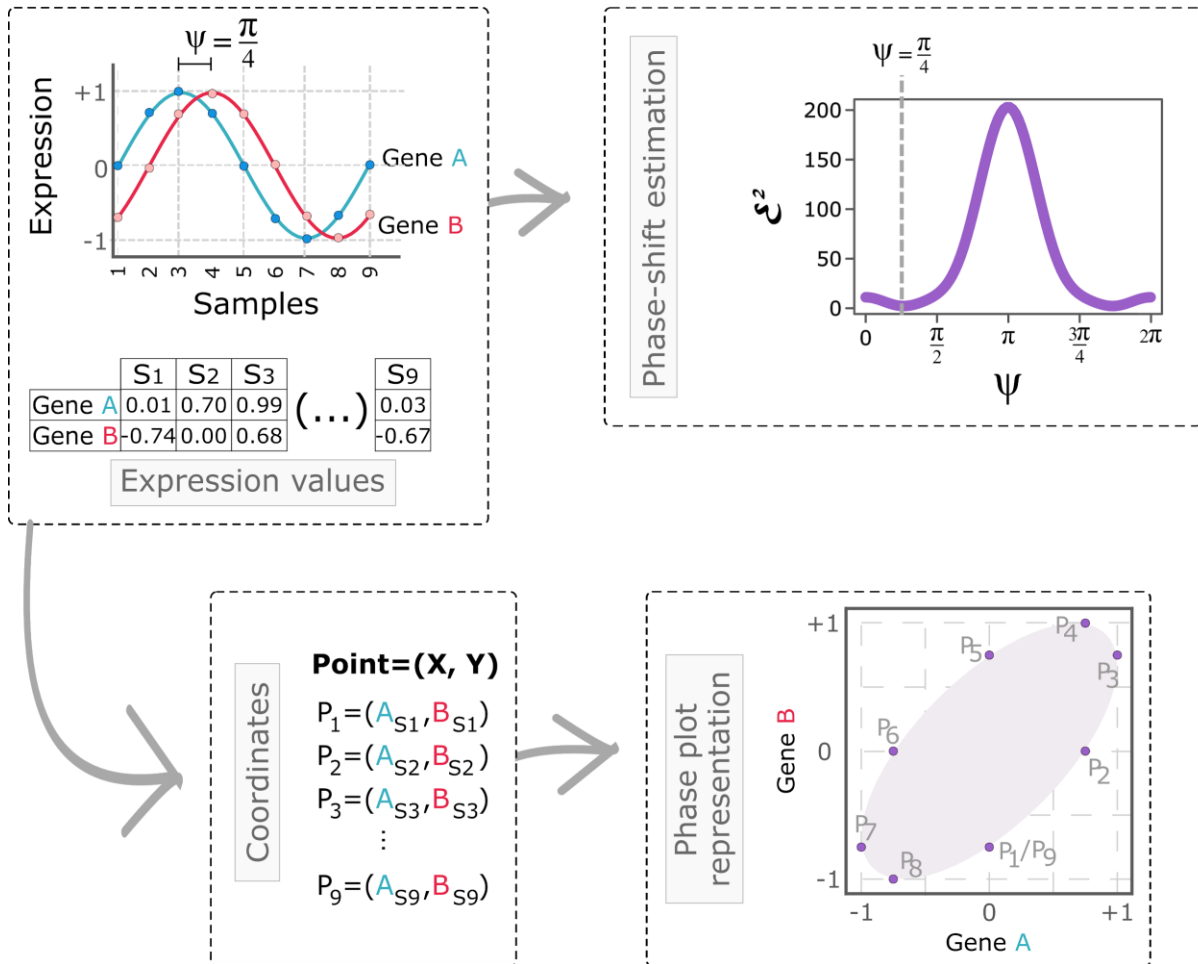 ψ = π/4
Expression
+1
0
-1
Gene A
Gene B
1 2 3 4 5 6 7 8 9
Samples
S1 S2 S3 S9
Gene A 0.01 0.70 0.99 (...) 0.03
Gene B -0.74 0.00 0.68 -0.67
Expression values
Phase-shift estimation
ψ = π/4
ℰ²
200
150
100
50
0
0 π/2 π 3π/4 2π
ψ
Coordinates
Point=(X, Y)
P1=(AS1,BS1)
P2=(AS2,BS2)
P3=(AS3,BS3)
⋮
P9=(AS9,BS9)
Phase plot
representation
Gene B
+1
0
-1
P4
P5
P3
P6
P2
P7
P8
P1/P9
-1 0 +1
Gene A